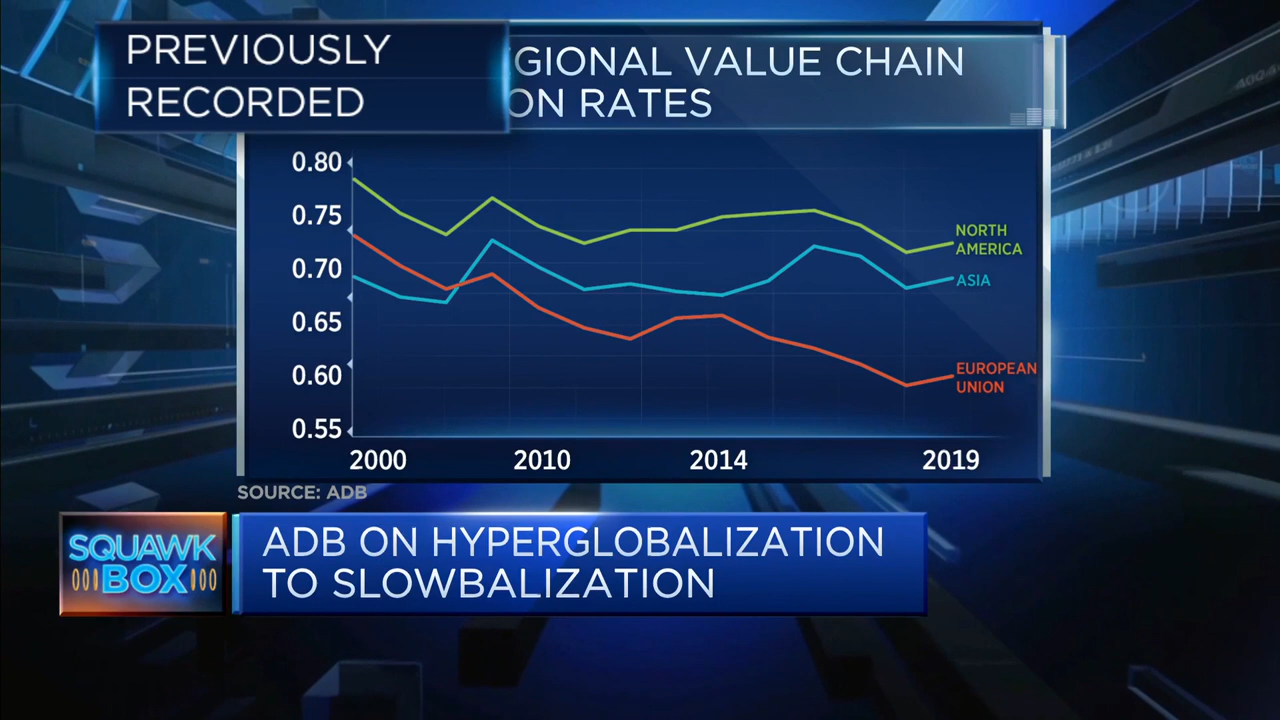 PREVIOUSLY
RECORDED
GIONAL VALUE CHAIN
ON RATES
0.80
0.75
0.70
0.65
0.60
0.55
NORTH
AMERICA
ASIA
EUROPEAN
UNION
2000 2010 2014 2019
SOURCE: ADB
SQUAWK
BOX
ADB ON HYPERGLOBALIZATION
TO SLOWBALIZATION